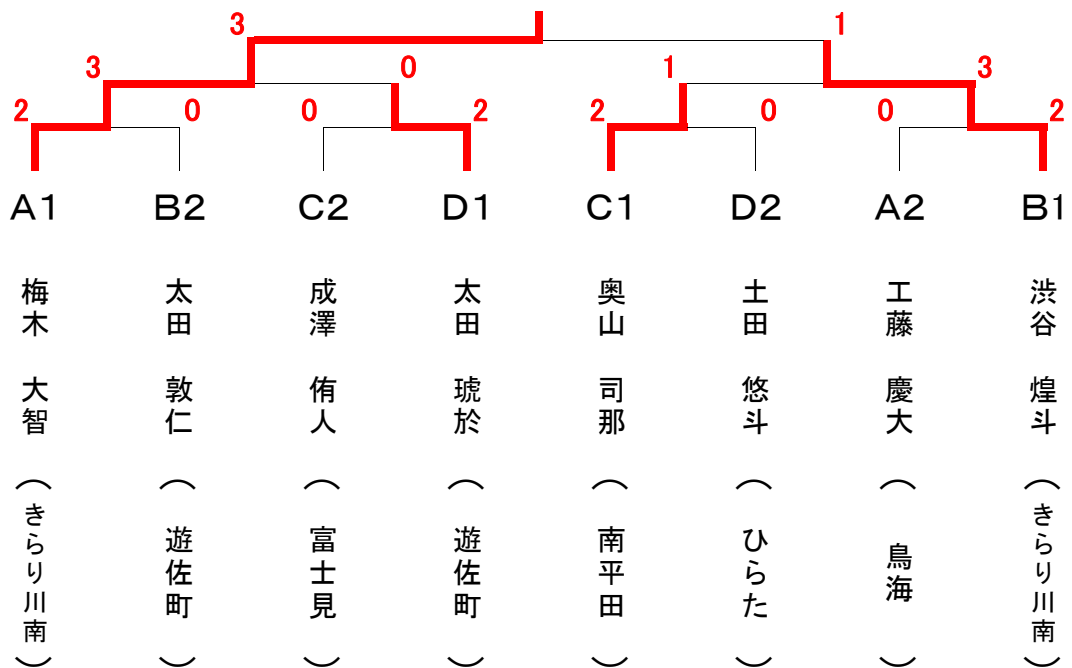 3 1
3 0 1 3
2 0 0 2 2 0 0 2
A1 B2 C2 D1 C1 D2 A2 B1
梅木 大智 (きらり川南)
太田 敦仁 (遊佐町)
成澤 侑人 (富士見)
太田 琥於 (遊佐町)
奥山 司那 (南平田)
土田 悠斗 (ひらた)
工藤 慶大 (鳥海)
渋谷 煌斗 (きらり川南)